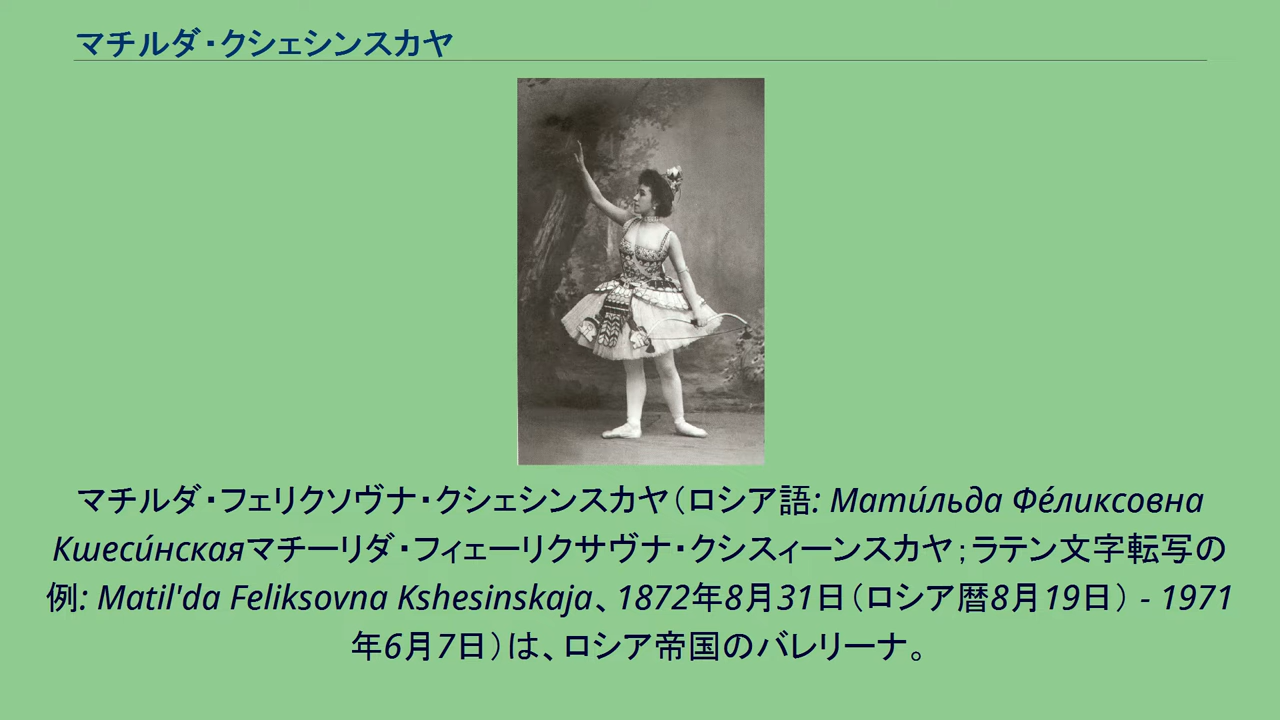 マチルダ・クシェシンスカヤ
マチルダ・フェリクソヴナ・クシェシンスカヤ（ロシア語: Мати́льда Фе́ликсовна
Кшеси́нскаяマチーリダ・フィェーリクサヴナ・クシスィーンスカヤ；ラテン文字転写の
例: Matil'da Feliksovna Kshesinskaja、1872年8月31日（ロシア暦8月19日） - 1971
年6月7日）は、ロシア帝国のバレリーナ。